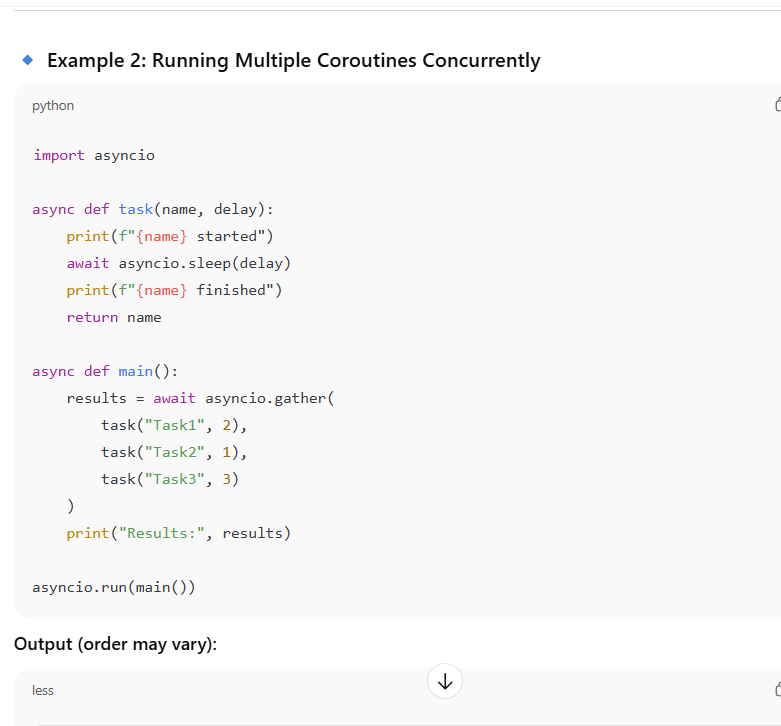 Example 2: Running Multiple Coroutines Concurrently
python
import asyncio
async def task(name, delay):
    print(f"{name} started")
    await asyncio.sleep(delay)
    print(f"{name} finished")
    return name
async def main():
    results = await asyncio.gather(
        task("Task1", 2),
        task("Task2", 1),
        task("Task3", 3)
    )
    print("Results:", results)
asyncio.run(main())
Output (order may vary):
less